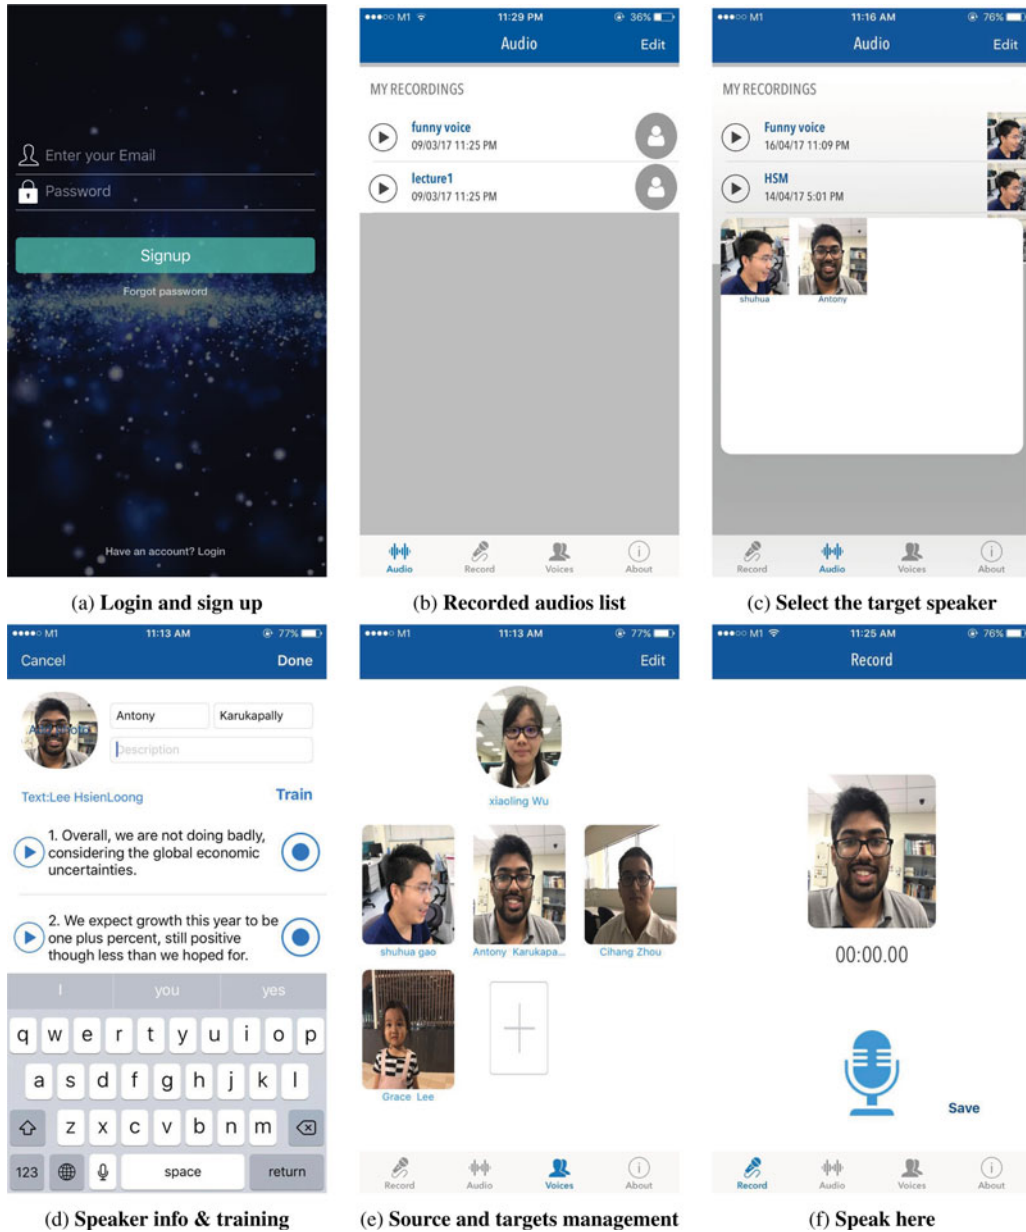 Enter your Email
Password
Signup
Forgot password
Have an account? Login
(a) Login and sign up
M1 11:29 PM 36%
Audio Edit
MY RECORDINGS
funny voice
09/03/17 11:25 PM
lecture1
09/03/17 11:25 PM
Audio Record Voices About
(b) Recorded audios list
M1 11:16 AM 76%
Audio Edit
MY RECORDINGS
Funny voice
16/04/17 11:09 PM
HSM
14/04/17 5:01 PM
shuhua Antony
Record Audio Voices About
(c) Select the target speaker
M1 11:13 AM 77%
Cancel Done
Antony Karukapally
Description
Text:Lee HsienLoong Train
1. Overall, we are not doing badly,
considering the global economic
uncertainties.
2. We expect growth this year to be
one plus percent, still positive
though less than we hoped for.
I you yes
q w e r t y u i o p
a s d f g h j k l
z x c v b n m
123 space return
(d) Speaker info & training
M1 11:13 AM 77%
Edit
xiaoling Wu
shuhua gao Antony Karukapa... Cihang Zhou
Grace Lee
Record Audio Voices About
(e) Source and targets management
M1 11:25 AM 76%
Record
00:00.00
Save
Record Audio Voices About
(f) Speak here